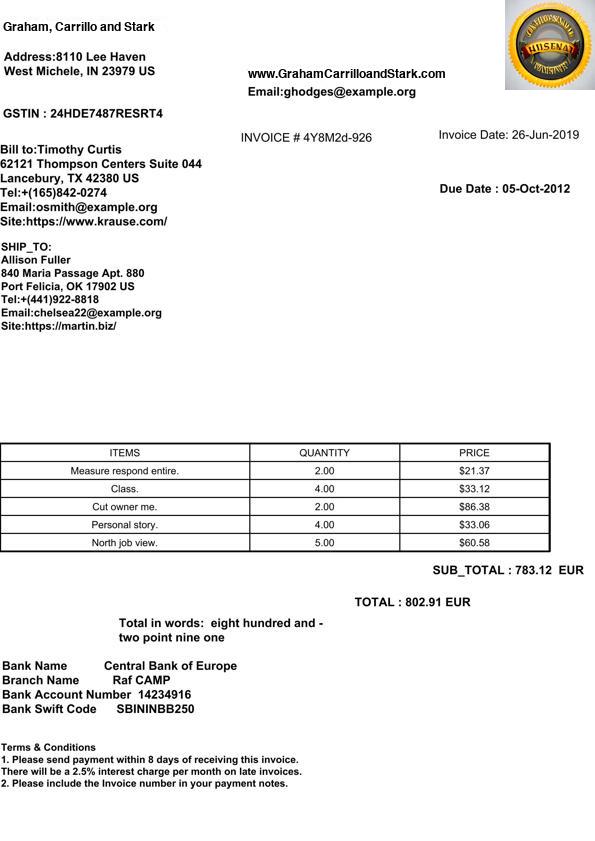 Graham, Carrillo and Stark
Address:8110 Lee Haven
West Michele, IN 23979 US
www.GrahamCarrilloandStark.com
Email:ghodges@example.org
GSTIN : 24HDE7487RESRT4
INVOICE # 4Y8M2d-926
Invoice Date: 26-Jun-2019
Due Date : 05-Oct-2012
Bill to:Timothy Curtis
62121 Thompson Centers Suite 044
Lancebury, TX 42380 US
Tel:+(165)842-0274
Email:osmith@example.org
Site:https://www.krause.com/
SHIP_TO:
Allison Fuller
840 Maria Passage Apt. 880
Port Felicia, OK 17902 US
Tel:+(441)922-8818
Email:chelsea22@example.org
Site:https://martin.biz/
ITEMS QUANTITY PRICE
Measure respond entire. 2.00 $21.37
Class. 4.00 $33.12
Cut owner me. 2.00 $86.38
Personal story. 4.00 $33.06
North job view. 5.00 $60.58
SUB_TOTAL : 783.12 EUR
TOTAL : 802.91 EUR
Total in words: eight hundred and -
two point nine one
Bank Name Central Bank of Europe
Branch Name Raf CAMP
Bank Account Number 14234916
Bank Swift Code SBININBB250
Terms & Conditions
1. Please send payment within 8 days of receiving this invoice.
There will be a 2.5% interest charge per month on late invoices.
2. Please include the Invoice number in your payment notes.